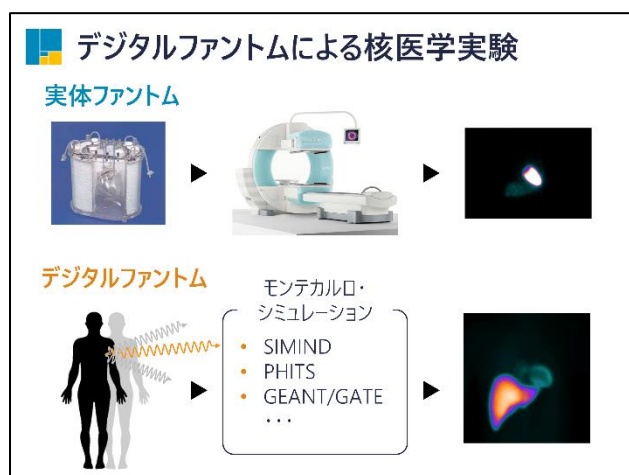 デジタルファントムによる核医学実験
実体ファントム
デジタルファントム
モンテカルロ・
シミュレーション
• SIMIND
• PHITS
• GEANT/GATE
・・・